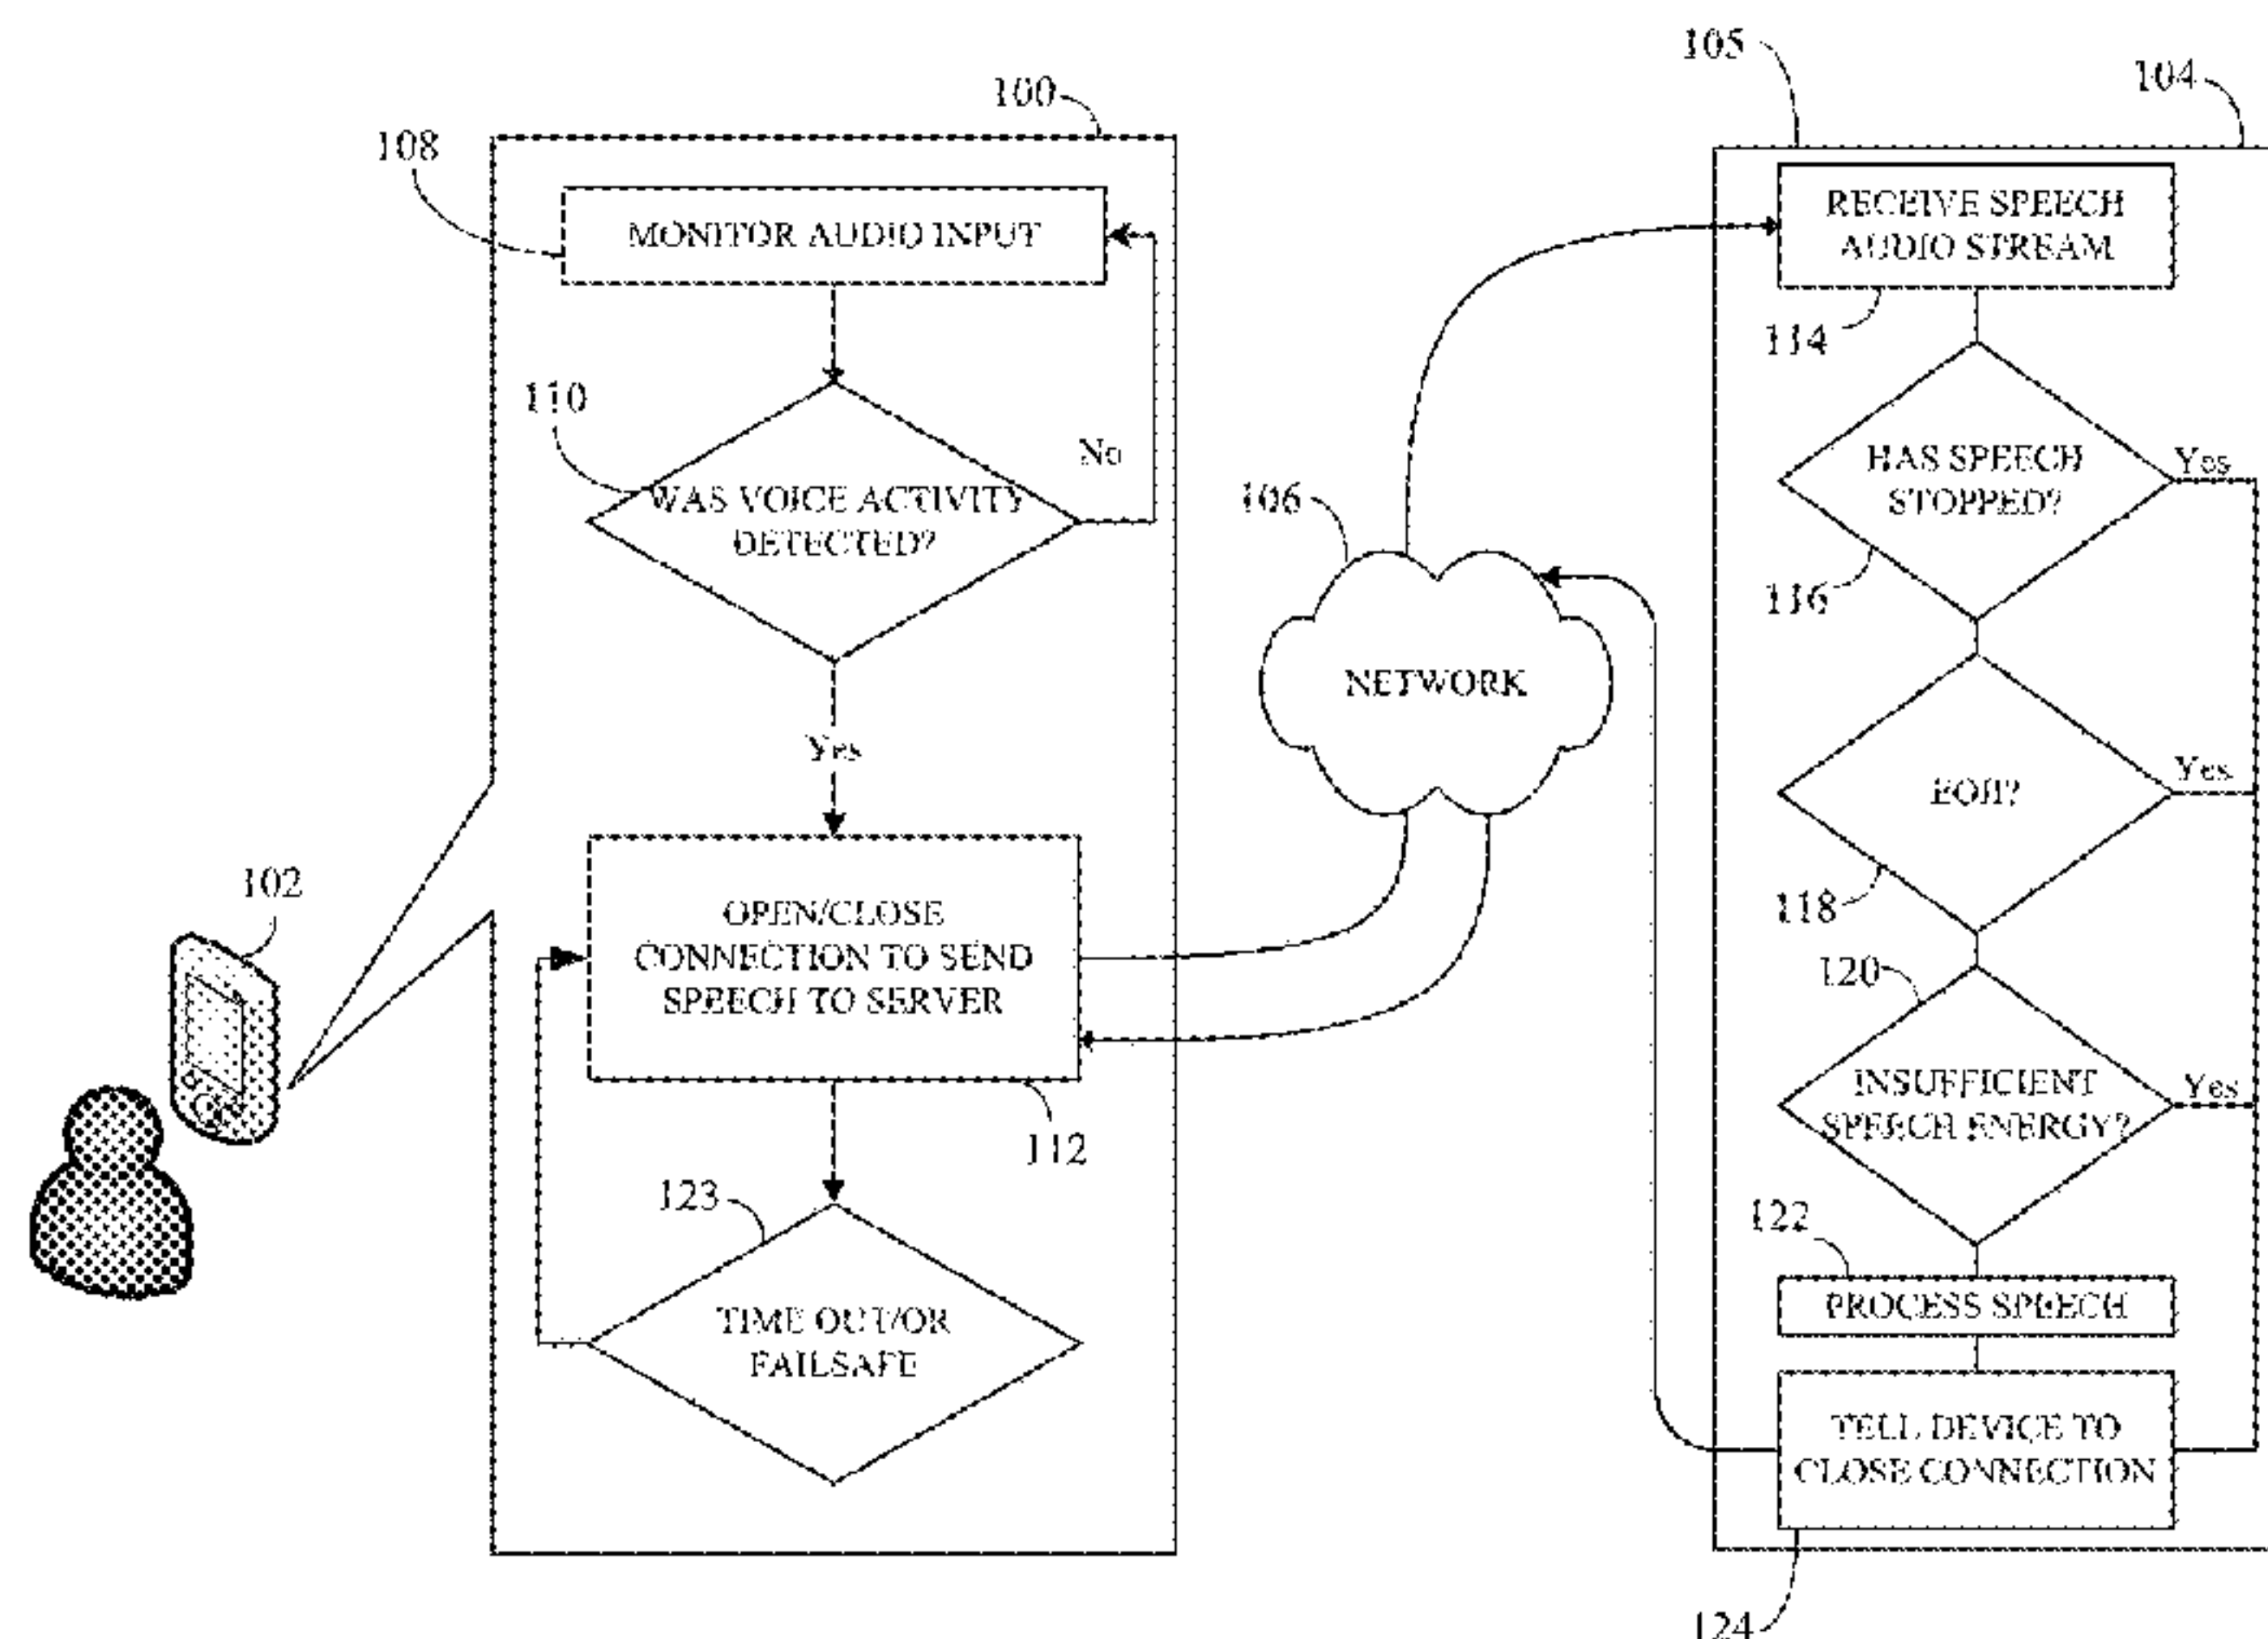 100
108
MONITOR AUDIO INPUT
110
WAS VOICE ACTIVITY
DETECTED?
No
Yes
102
OPEN/CLOSE
CONNECTION TO SEND
SPEECH TO SERVER
112
123
TIME OUT/OR
FAILSAFE
106
NETWORK
105
104
RECEIVE SPEECH
AUDIO STREAM
114
HAS SPEECH
STOPPED?
Yes
116
Yes
118
120
INSUFFICIENT
SPEECH ENERGY?
Yes
122
PROCESS SPEECH
TELL DEVICE TO
CLOSE CONNECTION
124